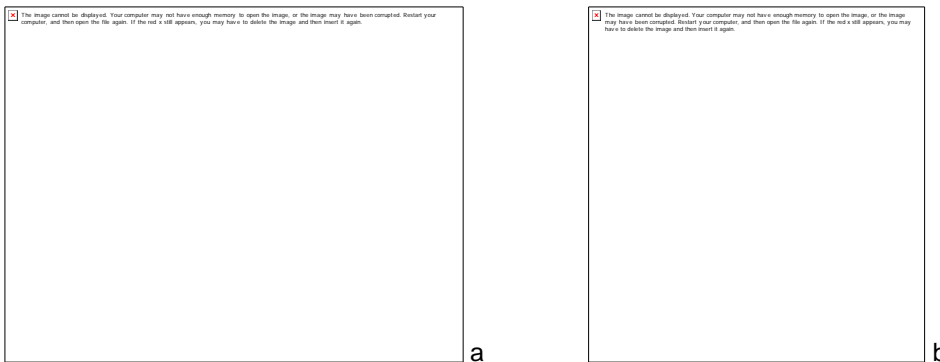 The image cannot be displayed. Your computer may not have enough memory to open the image, or the image may have been corrupted. Restart your
computer, and then open the file again. If the red x still appears, you may have to delete the image and then insert it again.
a
The image cannot be displayed. Your computer may not have enough memory to open the image, or the image
may have been corrupted. Restart your computer, and then open the file again. If the red x still appears, you may
have to delete the image and then insert it again.
b